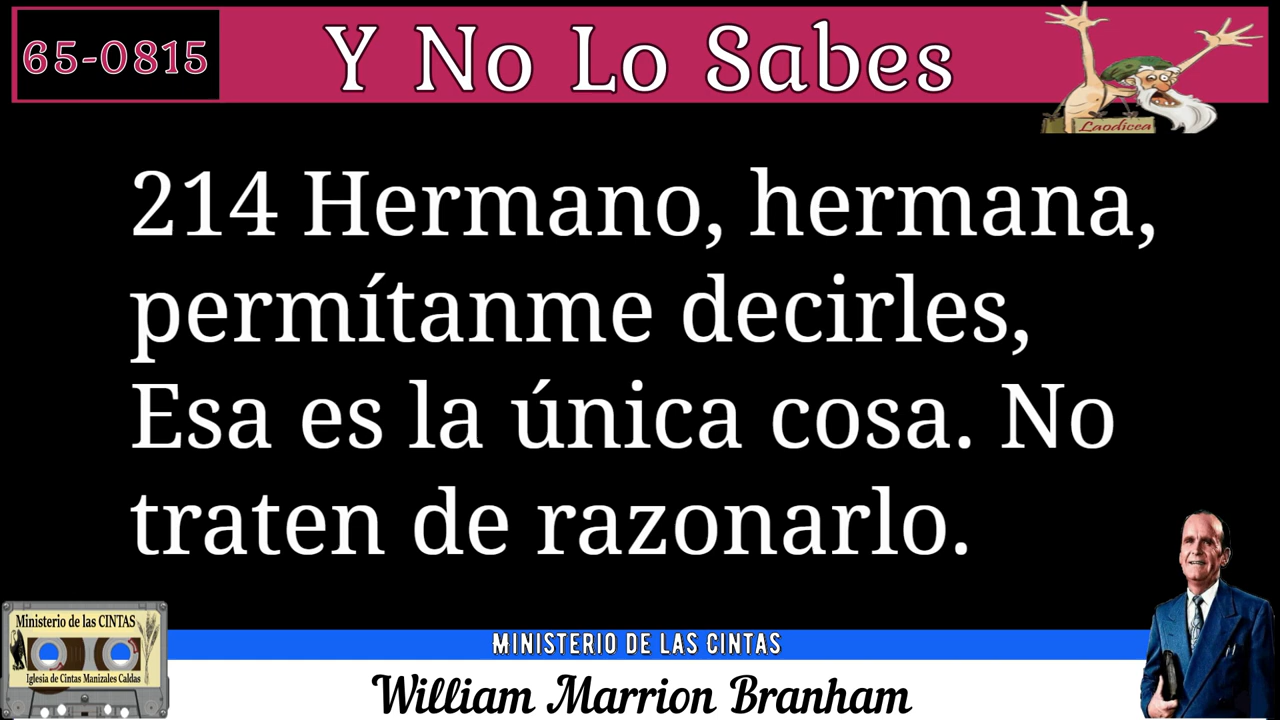 65-0815
Y No Lo Sabes
Laodicea
214 Hermano, hermana,
permítanme decirles,
Esa es la única cosa. No
traten de razonarlo.
Ministerio de las CINTAS
Iglesia de Cintas Manizales Caldas
MINISTERIO DE LAS CINTAS
William Marrion Branham